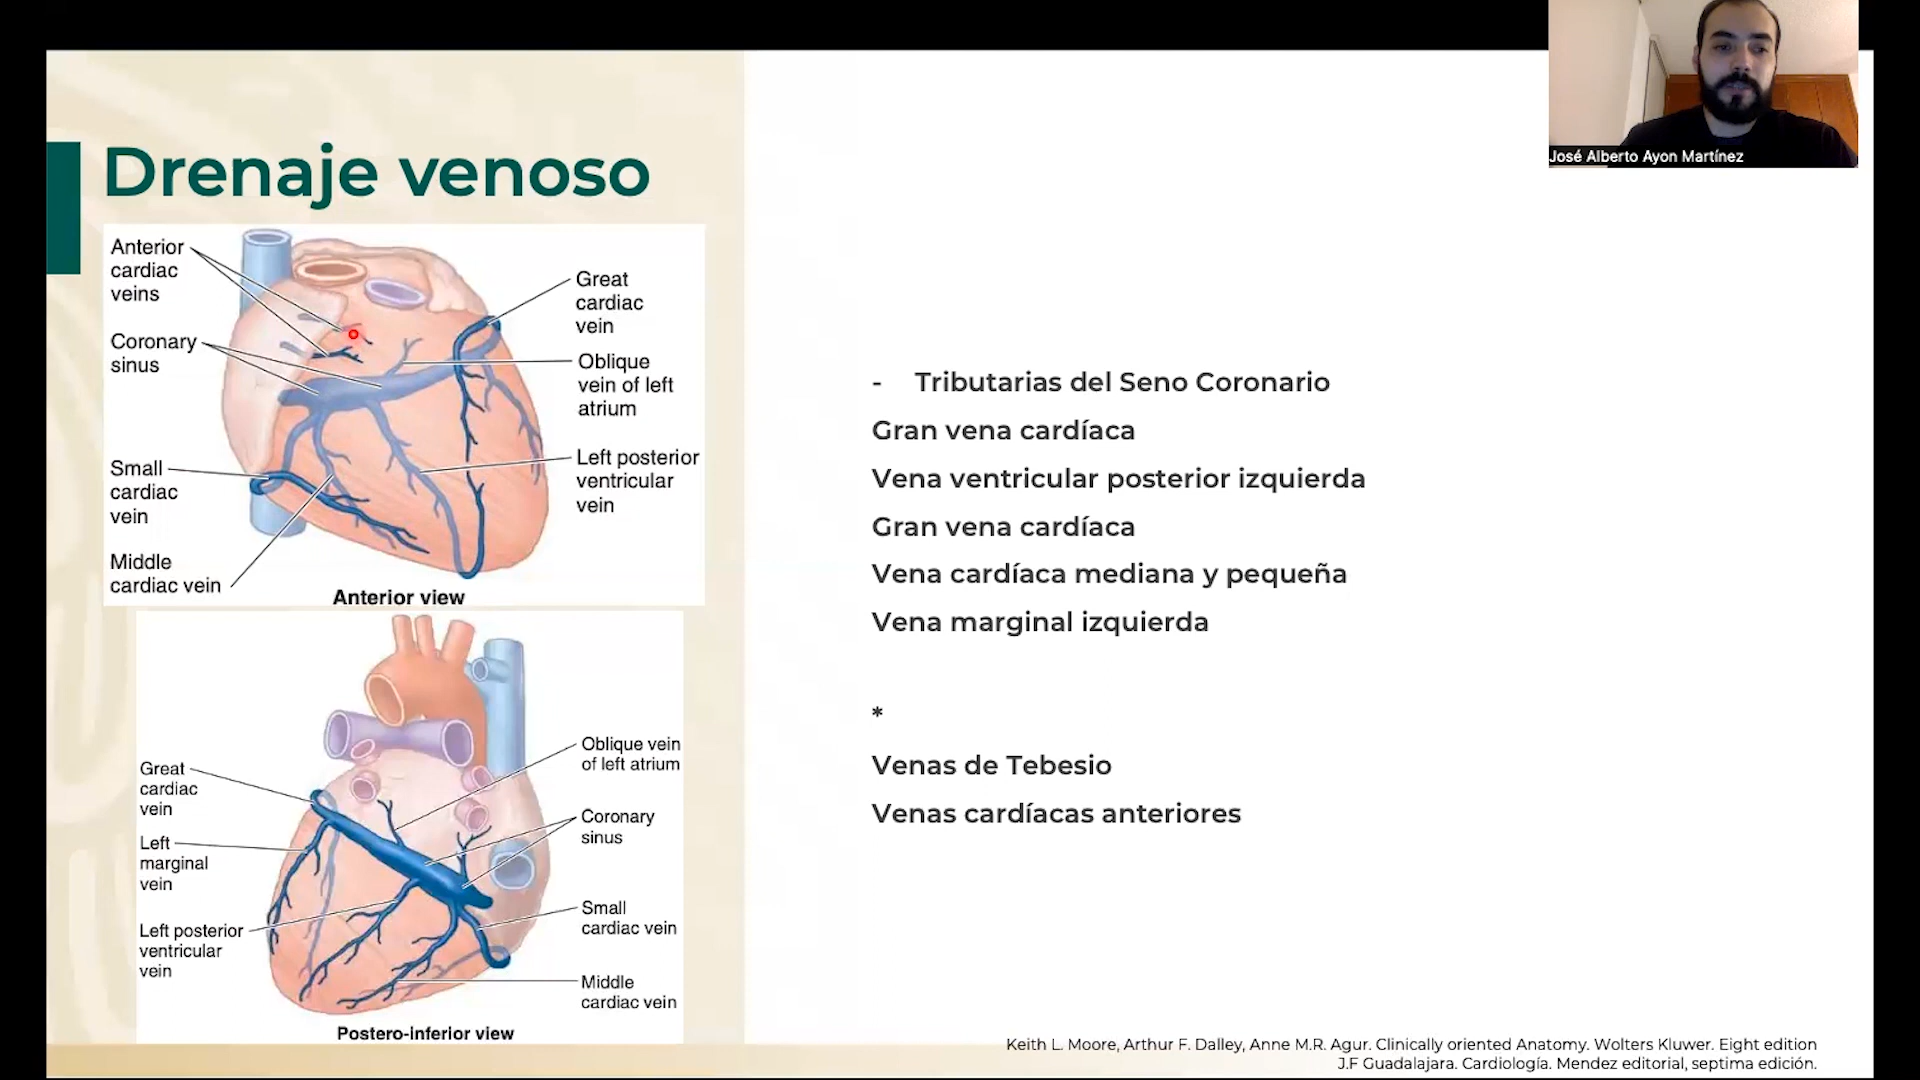 José Alberto Ayon Martínez
Drenaje venoso
Anterior
cardiac
veins
Coronary
sinus
Small
cardiac
vein
Middle
cardiac vein
Great
cardiac
vein
Oblique
vein of left
atrium
Left posterior
ventricular
vein
Anterior view
Great
cardiac
vein
Left
marginal
vein
Left posterior
ventricular
vein
Oblique vein
of left atrium
Coronary
sinus
Small
cardiac vein
Middle
cardiac vein
Postero-inferior view
- Tributarias del Seno Coronario
Gran vena cardíaca
Vena ventricular posterior izquierda
Gran vena cardíaca
Vena cardíaca mediana y pequeña
Vena marginal izquierda
*
Venas de Tebesio
Venas cardíacas anteriores
Keith L. Moore, Arthur F. Dalley, Anne M.R. Agur. Clinically oriented Anatomy. Wolters Kluwer. Eight edition
J.F Guadalajara. Cardiología. Mendez editorial, septima edición.